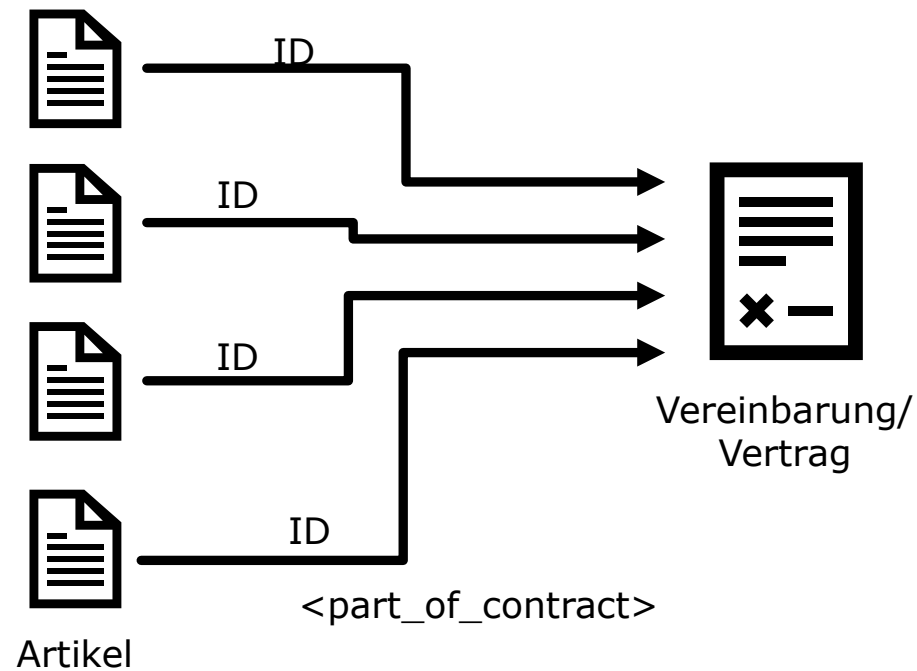 ID
ID
ID
ID
Vereinbarung/
Vertrag
<part_of_contract>
Artikel